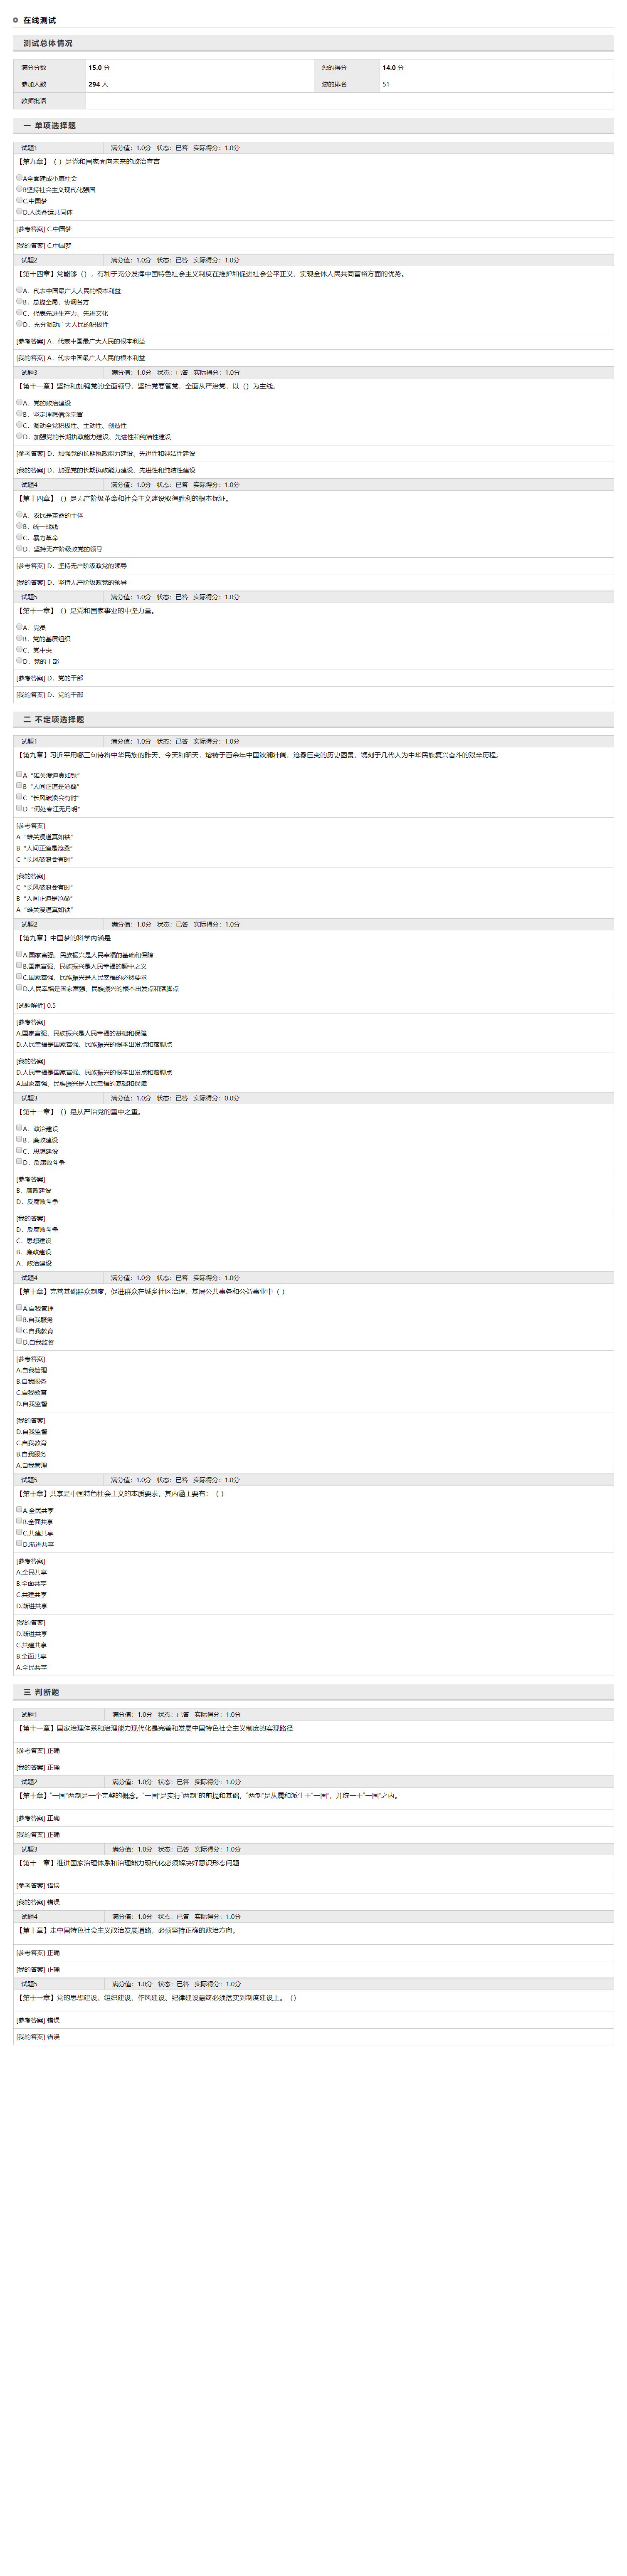 在线测试
测试总体情况
满分分数 15.0 分 您的得分 14.0 分
参加人数 294 人 您的排名 51
教师批语
一 单项选择题
试题1 满分值：1.0分 状态：已答 实际得分：1.0分
【第九章】（ ）是党和国家面向未来的政治宣言
A全面建成小康社会
B坚持社会主义现代化强国
C.中国梦
D.人类命运共同体
[参考答案] C.中国梦
[我的答案] C.中国梦
试题2 满分值：1.0分 状态：已答 实际得分：1.0分
【第十四章】党能够（），有利于充分发挥中国特色社会主义制度在维护和促进社会公平正义、实现全体人民共同富裕方面的优势。
A．代表中国最广大人民的根本利益
B．总揽全局，协调各方
C．代表先进生产力、先进文化
D．充分调动广大人民的积极性
[参考答案] A．代表中国最广大人民的根本利益
[我的答案] A．代表中国最广大人民的根本利益
试题3 满分值：1.0分 状态：已答 实际得分：1.0分
【第十一章】坚持和加强党的全面领导，坚持党要管党、全面从严治党，以（）为主线。
A．党的政治建设
B．坚定理想信念宗旨
C．调动全党积极性、主动性、创造性
D．加强党的长期执政能力建设、先进性和纯洁性建设
[参考答案] D．加强党的长期执政能力建设、先进性和纯洁性建设
[我的答案] D．加强党的长期执政能力建设、先进性和纯洁性建设
试题4 满分值：1.0分 状态：已答 实际得分：1.0分
【第十四章】（）是无产阶级革命和社会主义建设取得胜利的根本保证。
A．农民是革命的主体
B．统一战线
C．暴力革命
D．坚持无产阶级政党的领导
[参考答案] D．坚持无产阶级政党的领导
[我的答案] D．坚持无产阶级政党的领导
试题5 满分值：1.0分 状态：已答 实际得分：1.0分
【第十一章】（）是党和国家事业的中坚力量。
A．党员
B．党的基层组织
C．党中央
D．党的干部
[参考答案] D．党的干部
[我的答案] D．党的干部
二 不定项选择题
试题1 满分值：1.0分 状态：已答 实际得分：1.0分
【第九章】习近平用哪三句诗将中华民族的昨天、今天和明天，熔铸于百余年中国波澜壮阔、沧桑巨变的历史图景，镌刻于几代人为中华民族复兴奋斗的艰辛历程。
A “雄关漫道真如铁”
B “人间正道是沧桑”
C “长风破浪会有时”
D “何处春江无月明”
[参考答案]
A “雄关漫道真如铁”
B “人间正道是沧桑”
C “长风破浪会有时”
[我的答案]
C “长风破浪会有时”
B “人间正道是沧桑”
A “雄关漫道真如铁”
试题2 满分值：1.0分 状态：已答 实际得分：1.0分
【第九章】中国梦的科学内涵是
A.国家富强、民族振兴是人民幸福的基础和保障
B.国家富强、民族振兴是人民幸福的题中之义
C.国家富强、民族振兴是人民幸福的必然要求
D.人民幸福是国家富强、民族振兴的根本出发点和落脚点
[试题解析] 0.5
[参考答案]
A.国家富强、民族振兴是人民幸福的基础和保障
D.人民幸福是国家富强、民族振兴的根本出发点和落脚点
[我的答案]
D.人民幸福是国家富强、民族振兴的根本出发点和落脚点
A.国家富强、民族振兴是人民幸福的基础和保障
试题3 满分值：1.0分 状态：已答 实际得分：0.0分
【第十一章】（）是从严治党的重中之重。
A．政治建设
B．廉政建设
C．思想建设
D．反腐败斗争
[参考答案]
B．廉政建设
D．反腐败斗争
[我的答案]
D．反腐败斗争
C．思想建设
B．廉政建设
A．政治建设
试题4 满分值：1.0分 状态：已答 实际得分：1.0分
【第十章】完善基础群众制度，促进群众在城乡社区治理、基层公共事务和公益事业中（ ）
A.自我管理
B.自我服务
C.自我教育
D.自我监督
[参考答案]
A.自我管理
B.自我服务
C.自我教育
D.自我监督
[我的答案]
D.自我监督
C.自我教育
B.自我服务
A.自我管理
试题5 满分值：1.0分 状态：已答 实际得分：1.0分
【第十章】共享是中国特色社会主义的本质要求，其内涵主要有：（ ）
A.全民共享
B.全面共享
C.共建共享
D.渐进共享
[参考答案]
A.全民共享
B.全面共享
C.共建共享
D.渐进共享
[我的答案]
D.渐进共享
C.共建共享
B.全面共享
A.全民共享
三 判断题
试题1 满分值：1.0分 状态：已答 实际得分：1.0分
【第十一章】国家治理体系和治理能力现代化是完善和发展中国特色社会主义制度的实现路径
[参考答案] 正确
[我的答案] 正确
试题2 满分值：1.0分 状态：已答 实际得分：1.0分
【第十章】“一国”两制是一个完整的概念。“一国”是实行“两制”的前提和基础，“两制”是从属和派生于“一国”，并统一于“一国”之内。
[参考答案] 正确
[我的答案] 正确
试题3 满分值：1.0分 状态：已答 实际得分：1.0分
【第十一章】推进国家治理体系和治理能力现代化必须解决好意识形态问题
[参考答案] 错误
[我的答案] 错误
试题4 满分值：1.0分 状态：已答 实际得分：1.0分
【第十章】走中国特色社会主义政治发展道路，必须坚持正确的政治方向。
[参考答案] 正确
[我的答案] 正确
试题5 满分值：1.0分 状态：已答 实际得分：1.0分
【第十一章】党的思想建设、组织建设、作风建设、纪律建设最终必须落实到制度建设上。（）
[参考答案] 错误
[我的答案] 错误